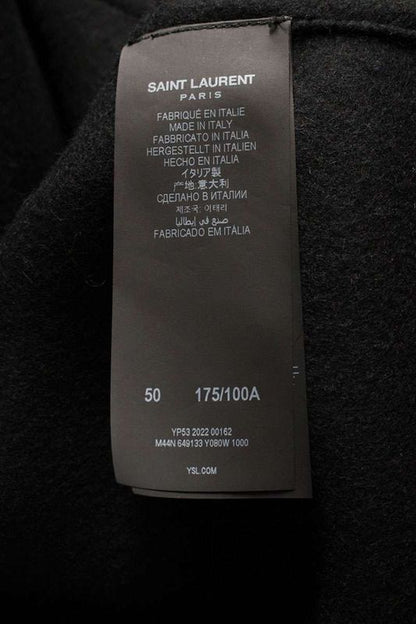 SAINT LAURENT
PARIS
FABRIQUÉ EN ITALIE
MADE IN ITALY
FABBRICATO IN ITALIA
HERGESTELLT IN ITALIEN
HECHO EN ITALIA
イタリア製
产地:意大利
СДЕЛАНО В ИТАЛИИ
제조국: 이태리
صنع في إيطاليا
FABRICADO EM ITÁLIA
50 175/100A
YP53 2022 00162
M44N 649133 Y080W 1000
YSL.COM